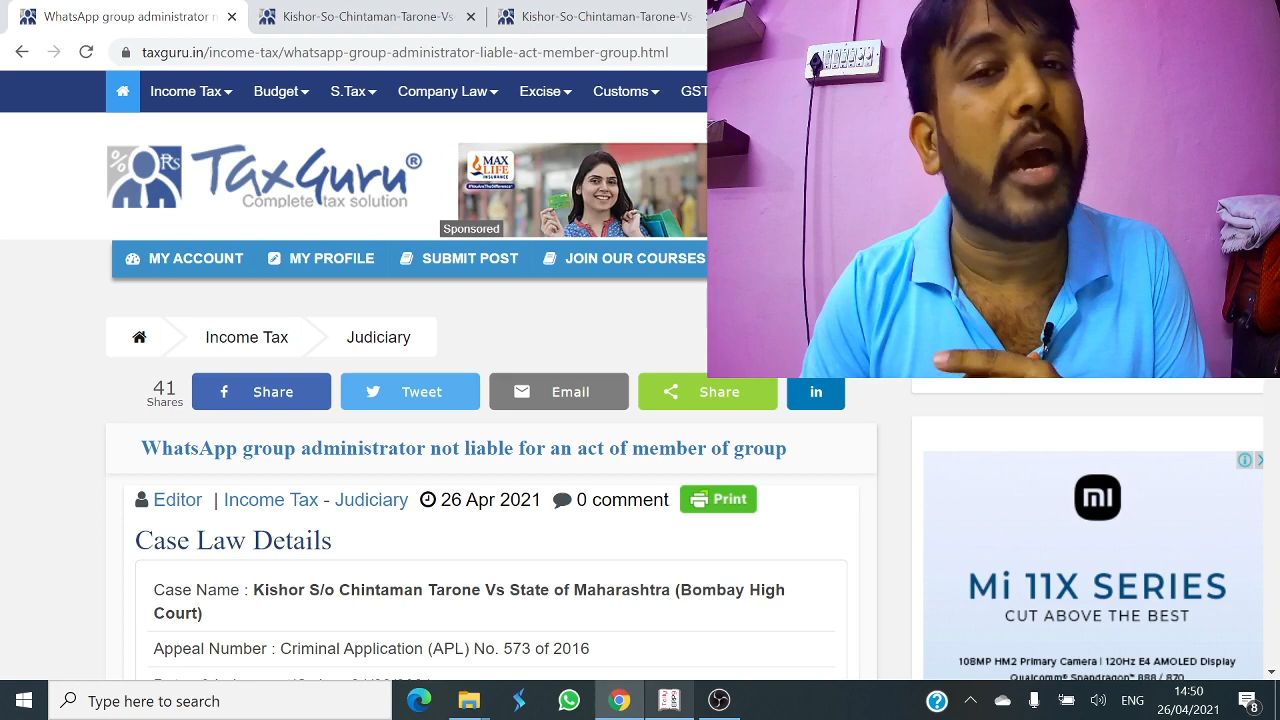 WhatsApp group administrator n
Kishor-So-Chintaman-Tarone-Vs
Kishor-So-Chintaman-Tarone-Vs
taxguru.in/income-tax/whatsapp-group-administrator-liable-act-member-group.html
Income Tax
Budget
S.Tax
Company Law
Excise
Customs
GST
% Rs
TaxGuru®
Complete tax solution
MAX
LIFE
INSURANCE
Sponsored
MY ACCOUNT
MY PROFILE
SUBMIT POST
JOIN OUR COURSES
Income Tax
Judiciary
41
Shares
Share
Tweet
Email
Share
in
WhatsApp group administrator not liable for an act of member of group
Editor | Income Tax - Judiciary 26 Apr 2021 0 comment Print
Case Law Details
Case Name : Kishor S/o Chintaman Tarone Vs State of Maharashtra (Bombay High
Court)
Appeal Number : Criminal Application (APL) No. 573 of 2016
mi
Mi 11X SERIES
CUT ABOVE THE BEST
108MP HM2 Primary Camera | 120Hz E4 AMOLED Display
Qualcomm® Snapdragon™ 888 / 870
Type here to search
ENG
14:50
26/04/2021
8